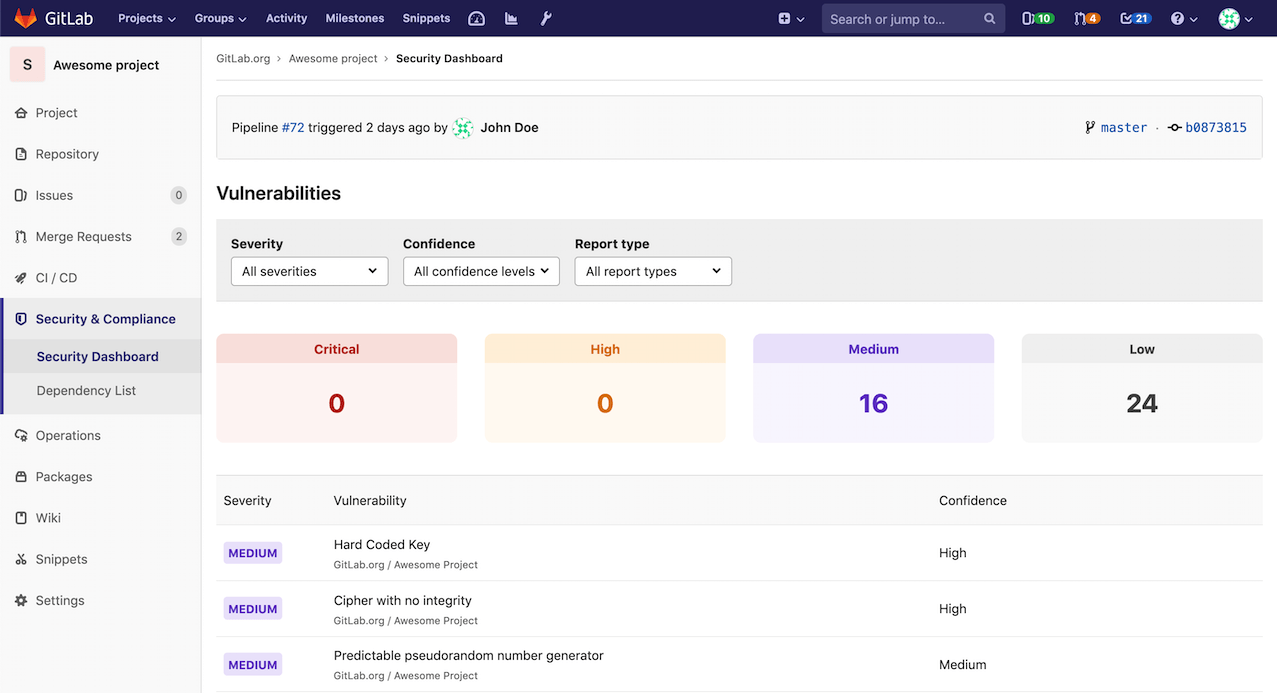 GitLab Projects Groups Activity Milestones Snippets Search or jump to... 10 4 21
S Awesome project
GitLab.org › Awesome project › Security Dashboard
Project
Repository
Issues 0
Merge Requests 2
CI / CD
Security & Compliance
Security Dashboard
Dependency List
Operations
Packages
Wiki
Snippets
Settings
Pipeline #72 triggered 2 days ago by John Doe master · b0873815
Vulnerabilities
Severity Confidence Report type
All severities All confidence levels All report types
Critical High Medium Low
0 0 16 24
Severity Vulnerability Confidence
MEDIUM Hard Coded Key High
GitLab.org / Awesome Project
MEDIUM Cipher with no integrity High
GitLab.org / Awesome Project
MEDIUM Predictable pseudorandom number generator Medium
GitLab.org / Awesome Project